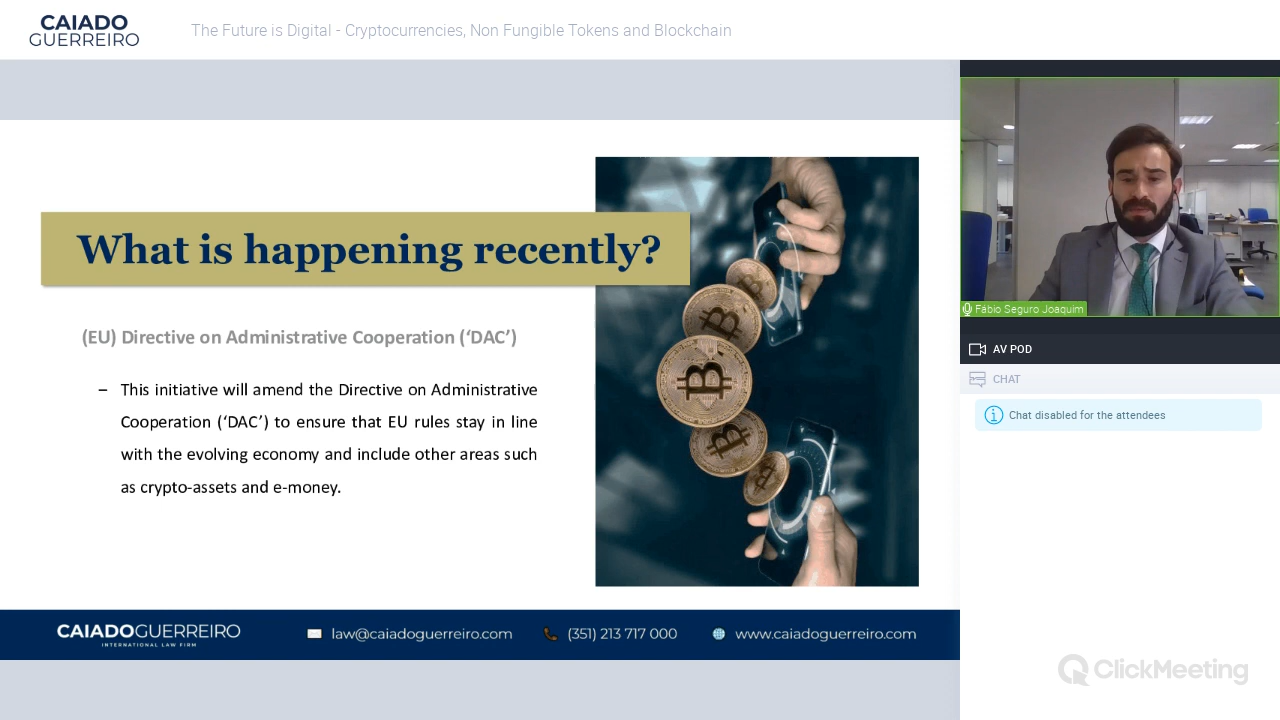 CAIADO
GUERREIRO
The Future is Digital - Cryptocurrencies, Non Fungible Tokens and Blockchain
What is happening recently?
(EU) Directive on Administrative Cooperation (‘DAC’)
– This initiative will amend the Directive on Administrative
Cooperation (‘DAC’) to ensure that EU rules stay in line
with the evolving economy and include other areas such
as crypto-assets and e-money.
CAIADOGUERREIRO
INTERNATIONAL LAW FIRM
law@caiadoguerreiro.com
(351) 213 717 000
www.caiadoguerreiro.com
Fábio Seguro Joaquim
AV POD
CHAT
Chat disabled for the attendees
ClickMeeting